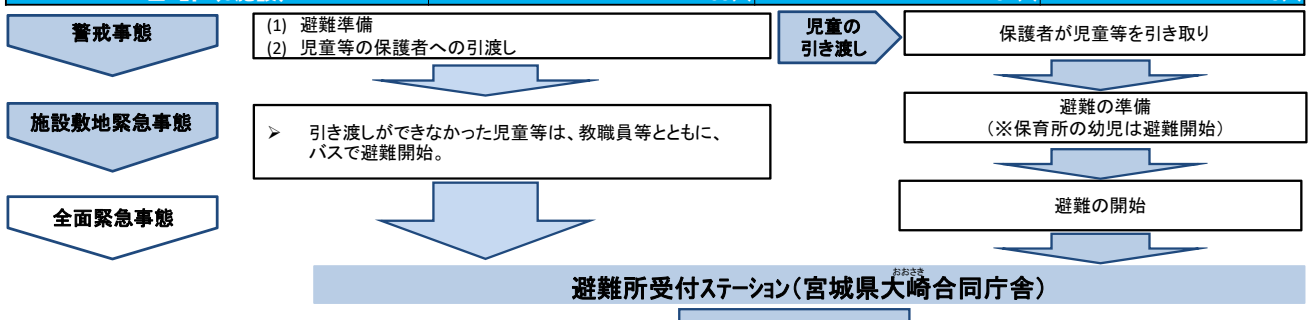 警戒事態
(1) 避難準備
(2) 児童等の保護者への引渡し
児童の
引き渡し
保護者が児童等を引き取り
施設敷地緊急事態
➢ 引き渡しができなかった児童等は、教職員等とともに、
バスで避難開始。
避難の準備
(※保育所の幼児は避難開始)
全面緊急事態
避難の開始
おおさき
避難所受付ステーション(宮城県大崎合同庁舎)